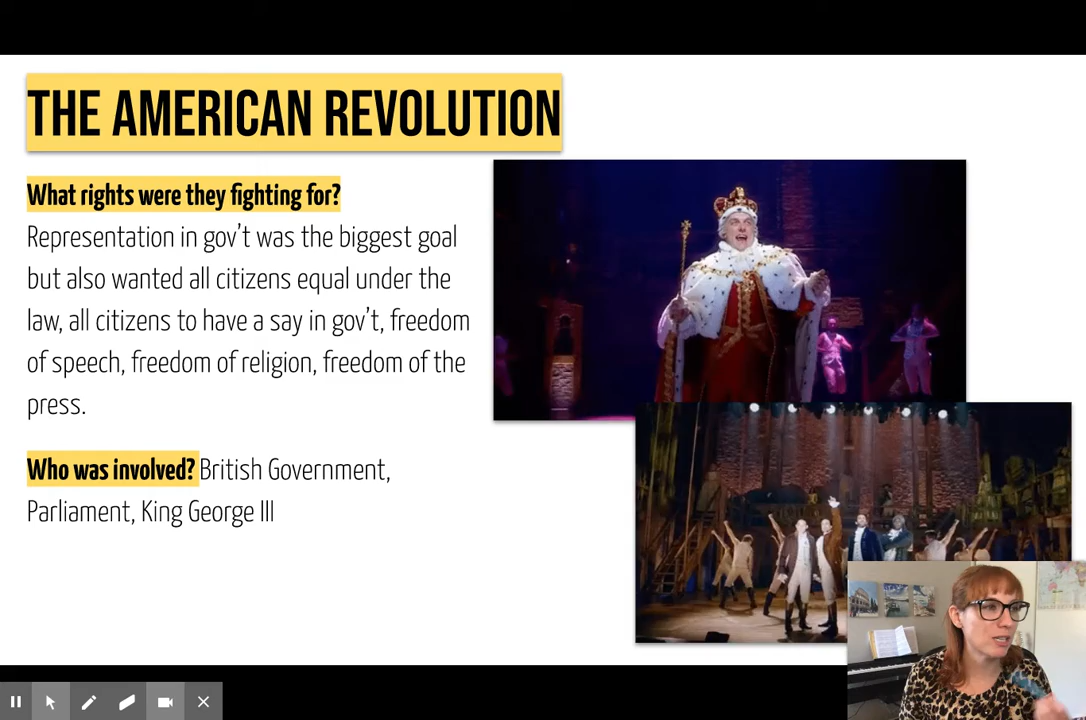 THE AMERICAN REVOLUTION
What rights were they fighting for?
Representation in gov’t was the biggest goal
but also wanted all citizens equal under the
law, all citizens to have a say in gov’t, freedom
of speech, freedom of religion, freedom of the
press.
Who was involved? British Government,
Parliament, King George III